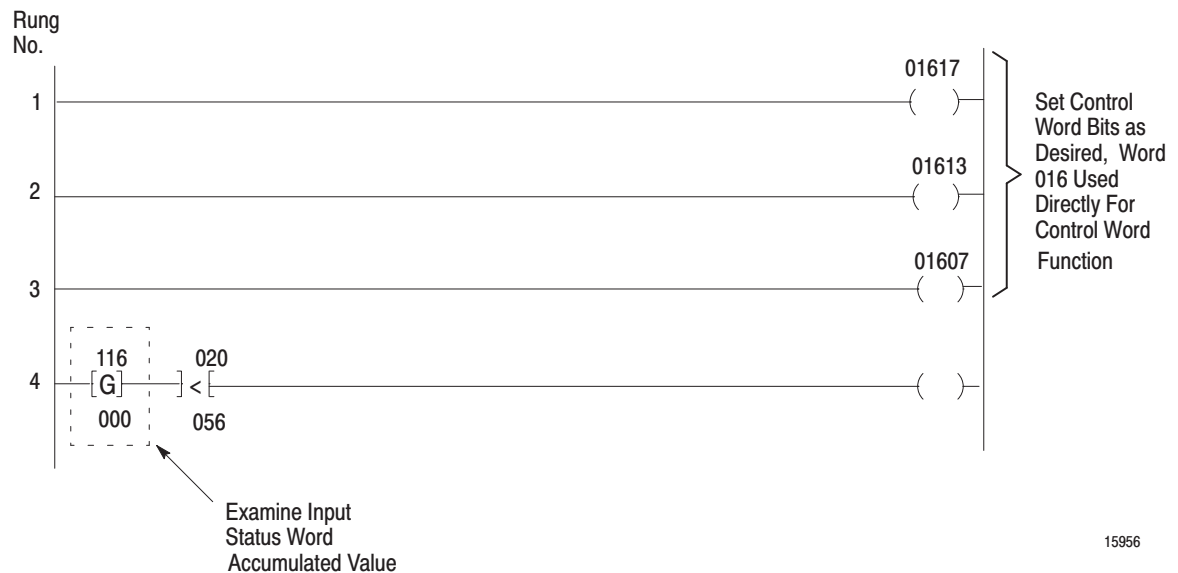 Rung
No.
01617
1
( )
01613
2
( )
01607
3
( )
Set Control
Word Bits as
Desired, Word
016 Used
Directly For
Control Word
Function
116
020
4
[G]
] < [
( )
000
056
Examine Input
Status Word
Accumulated Value
15956